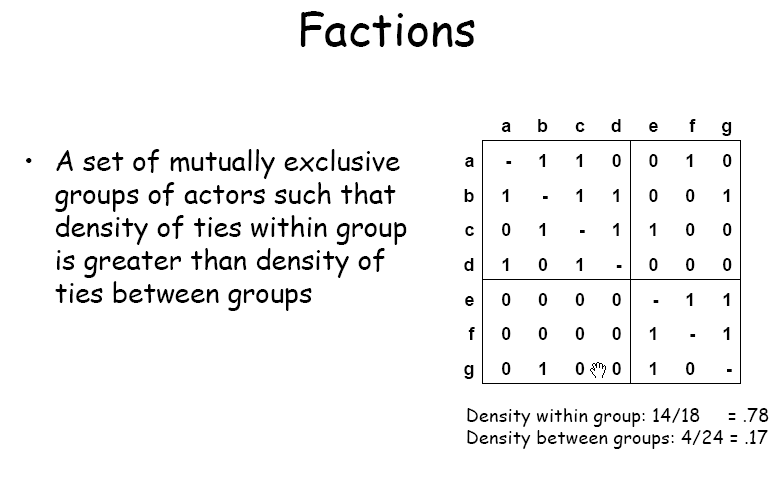 Factions
• A set of mutually exclusive
groups of actors such that
density of ties within group
is greater than density of
ties between groups
a b c d e f g
a - 1 1 0 0 1 0
b 1 - 1 1 0 0 1
c 0 1 - 1 1 0 0
d 1 0 1 - 0 0 0
e 0 0 0 0 - 1 1
f 0 0 0 0 1 - 1
g 0 1 0 0 1 0 -
Density within group: 14/18 = .78
Density between groups: 4/24 = .17